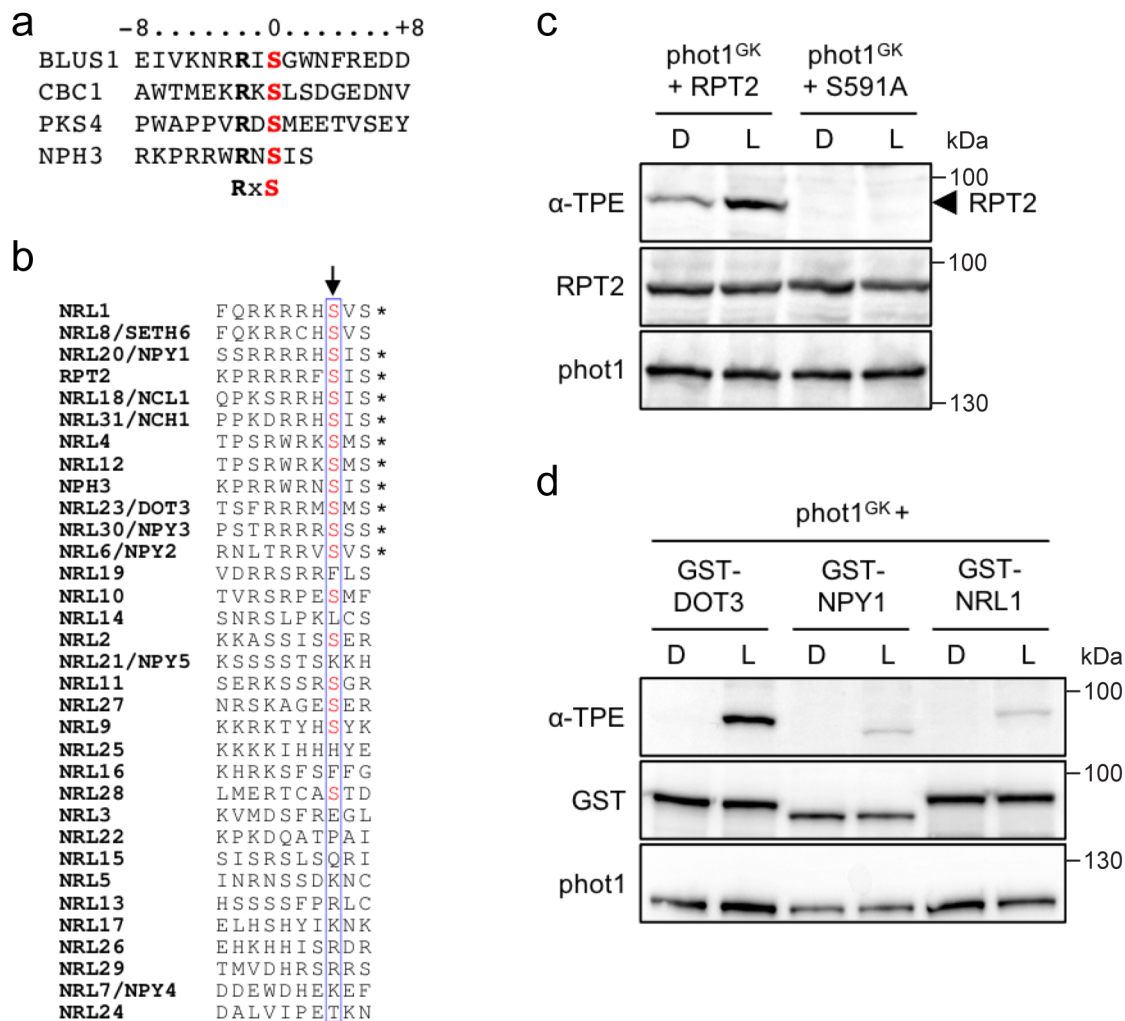 a
-8........0........+8
BLUS1 EIVKNRRISGWNFREDD
CBC1 AWTMEKRKSLSDGEDNV
PKS4 PWAPPVRDSMEETVSEY
NPH3 RKPRRWRNSIS
RxS
b
NRL1 FQRKRRHSVS*
NRL8/SETH6 FQKRRCHSVS
NRL20/NPY1 SSRRRRHSIS*
RPT2 KPRRRRFSIS*
NRL18/NCL1 QPKSRRHSIS*
NRL31/NCH1 PPKDRRHSIS*
NRL4 TPSRWRKSMS*
NRL12 TPSRWRKSMS*
NPH3 KPRRWRNSIS*
NRL23/DOT3 TSFRRRMSMS*
NRL30/NPY3 PSTRRRRSSS*
NRL6/NPY2 RNLTRRVSVS*
NRL19 VDRRSRRFLS
NRL10 TVRSRPESMF
NRL14 SNRSLPKLCS
NRL2 KKASSISSER
NRL21/NPY5 KSSSSTSKKH
NRL11 SERKSSRSGR
NRL27 NRSKAGESER
NRL9 KKRKTYHSYK
NRL25 KKKKIHHHYE
NRL16 KHRKSFSFFG
NRL28 LMERTCASTD
NRL3 KVMDSFREGL
NRL22 KPKDQATPAI
NRL15 SISRSLSQRI
NRL5 INRNSSDKNC
NRL13 HSSSSFPRLC
NRL17 ELHSHYIKNK
NRL26 EHKHHISRDR
NRL29 TMVDHRSRRS
NRL7/NPY4 DDEWDHEKEF
NRL24 DALVIPETKN
c
phot1GK + RPT2
phot1GK + S591A
D L D L kDa
α-TPE 100 RPT2
RPT2 100
phot1 130
d
phot1GK +
GST-DOT3 GST-NPY1 GST-NRL1
D L D L D L kDa
α-TPE 100
GST 100
phot1 130